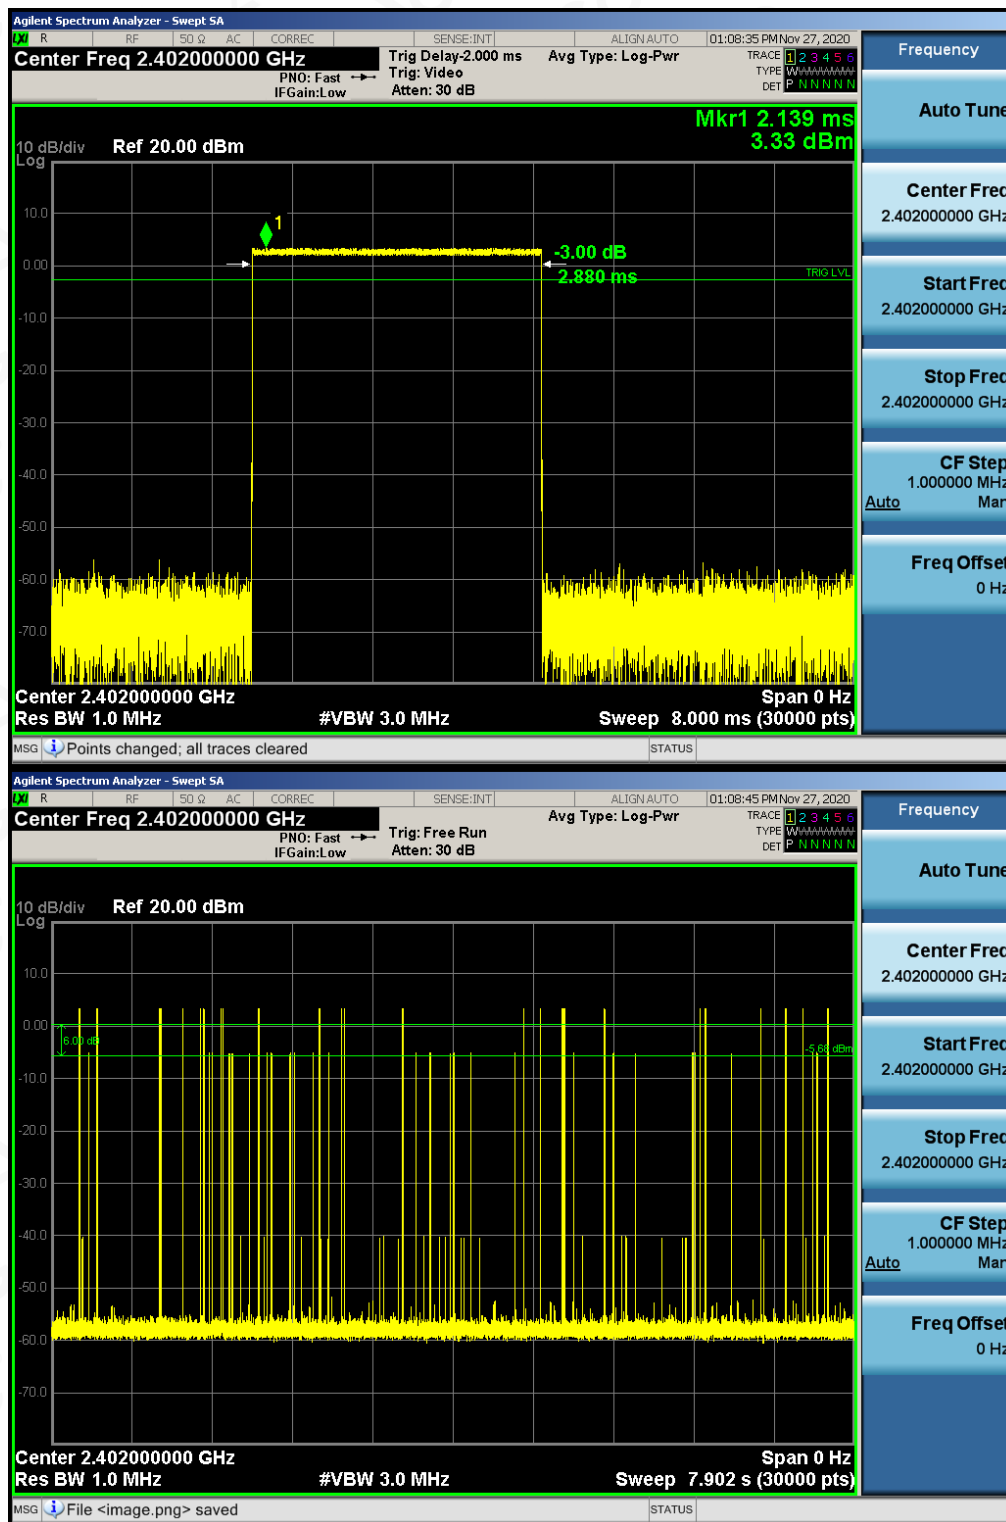 Agilent Spectrum Analyzer - Swept SA
LXI R RF 50 Ω AC CORREC SENSE:INT ALIGN AUTO 01:08:35 PM Nov 27, 2020
Center Freq 2.402000000 GHz Trig Delay-2.000 ms Avg Type: Log-Pwr TRACE 1 2 3 4 5 6
PNO: Fast Trig: Video TYPE WWWWWW
IFGain:Low Atten: 30 dB DET P N N N N N
Mkr1 2.139 ms
3.33 dBm
10 dB/div Ref 20.00 dBm
Log
10.0
1
-3.00 dB
0.00
2.880 ms
TRIG LVL
-10.0
-20.0
-30.0
-40.0
-50.0
-60.0
-70.0
Center 2.402000000 GHz Span 0 Hz
Res BW 1.0 MHz #VBW 3.0 MHz Sweep 8.000 ms (30000 pts)
MSG Points changed; all traces cleared STATUS
Frequency
Auto Tune
Center Freq
2.402000000 GHz
Start Freq
2.402000000 GHz
Stop Freq
2.402000000 GHz
CF Step
1.000000 MHz
Auto Man
Freq Offset
0 Hz
Agilent Spectrum Analyzer - Swept SA
LXI R RF 50 Ω AC CORREC SENSE:INT ALIGN AUTO 01:08:45 PM Nov 27, 2020
Center Freq 2.402000000 GHz Avg Type: Log-Pwr TRACE 1 2 3 4 5 6
PNO: Fast Trig: Free Run TYPE WWWWWW
IFGain:Low Atten: 30 dB DET P N N N N N
10 dB/div Ref 20.00 dBm
Log
10.0
0.00
6.00 dB
-5.68 dBm
-10.0
-20.0
-30.0
-40.0
-50.0
-60.0
-70.0
Center 2.402000000 GHz Span 0 Hz
Res BW 1.0 MHz #VBW 3.0 MHz Sweep 7.902 s (30000 pts)
MSG File <image.png> saved STATUS
Frequency
Auto Tune
Center Freq
2.402000000 GHz
Start Freq
2.402000000 GHz
Stop Freq
2.402000000 GHz
CF Step
1.000000 MHz
Auto Man
Freq Offset
0 Hz